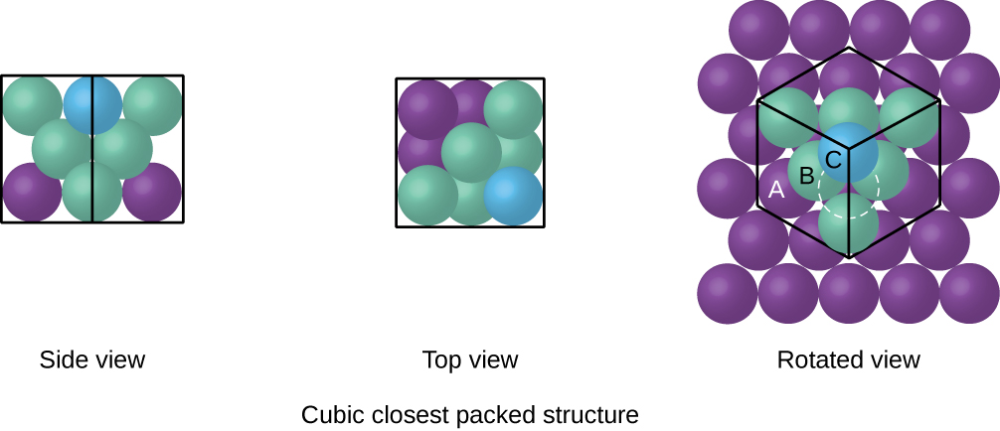 C
B
A
Side view
Top view
Rotated view
Cubic closest packed structure